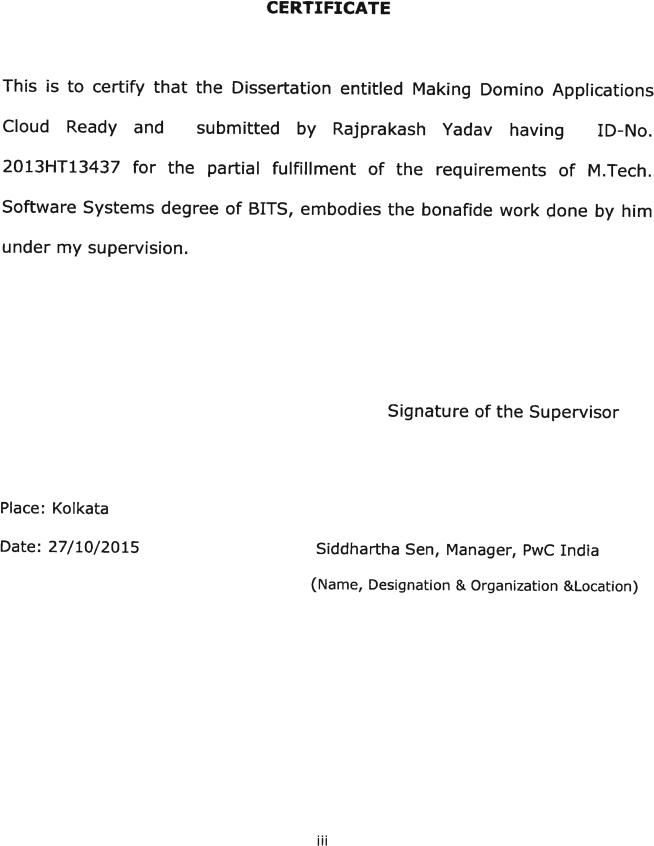 CERTIFICATE
This is to certify that the Dissertation entitled Making Domino Applications
Cloud Ready and submitted by Rajprakash Yadav having ID-No.
2013HT13437 for the partial fulfillment of the requirements of M.Tech.
Software Systems degree of BITS, embodies the bonafide work done by him
under my supervision.
Signature of the Supervisor
Place: Kolkata
Date: 27/10/2015
Siddhartha Sen, Manager, PwC India
(Name, Designation & Organization &Location)
iii